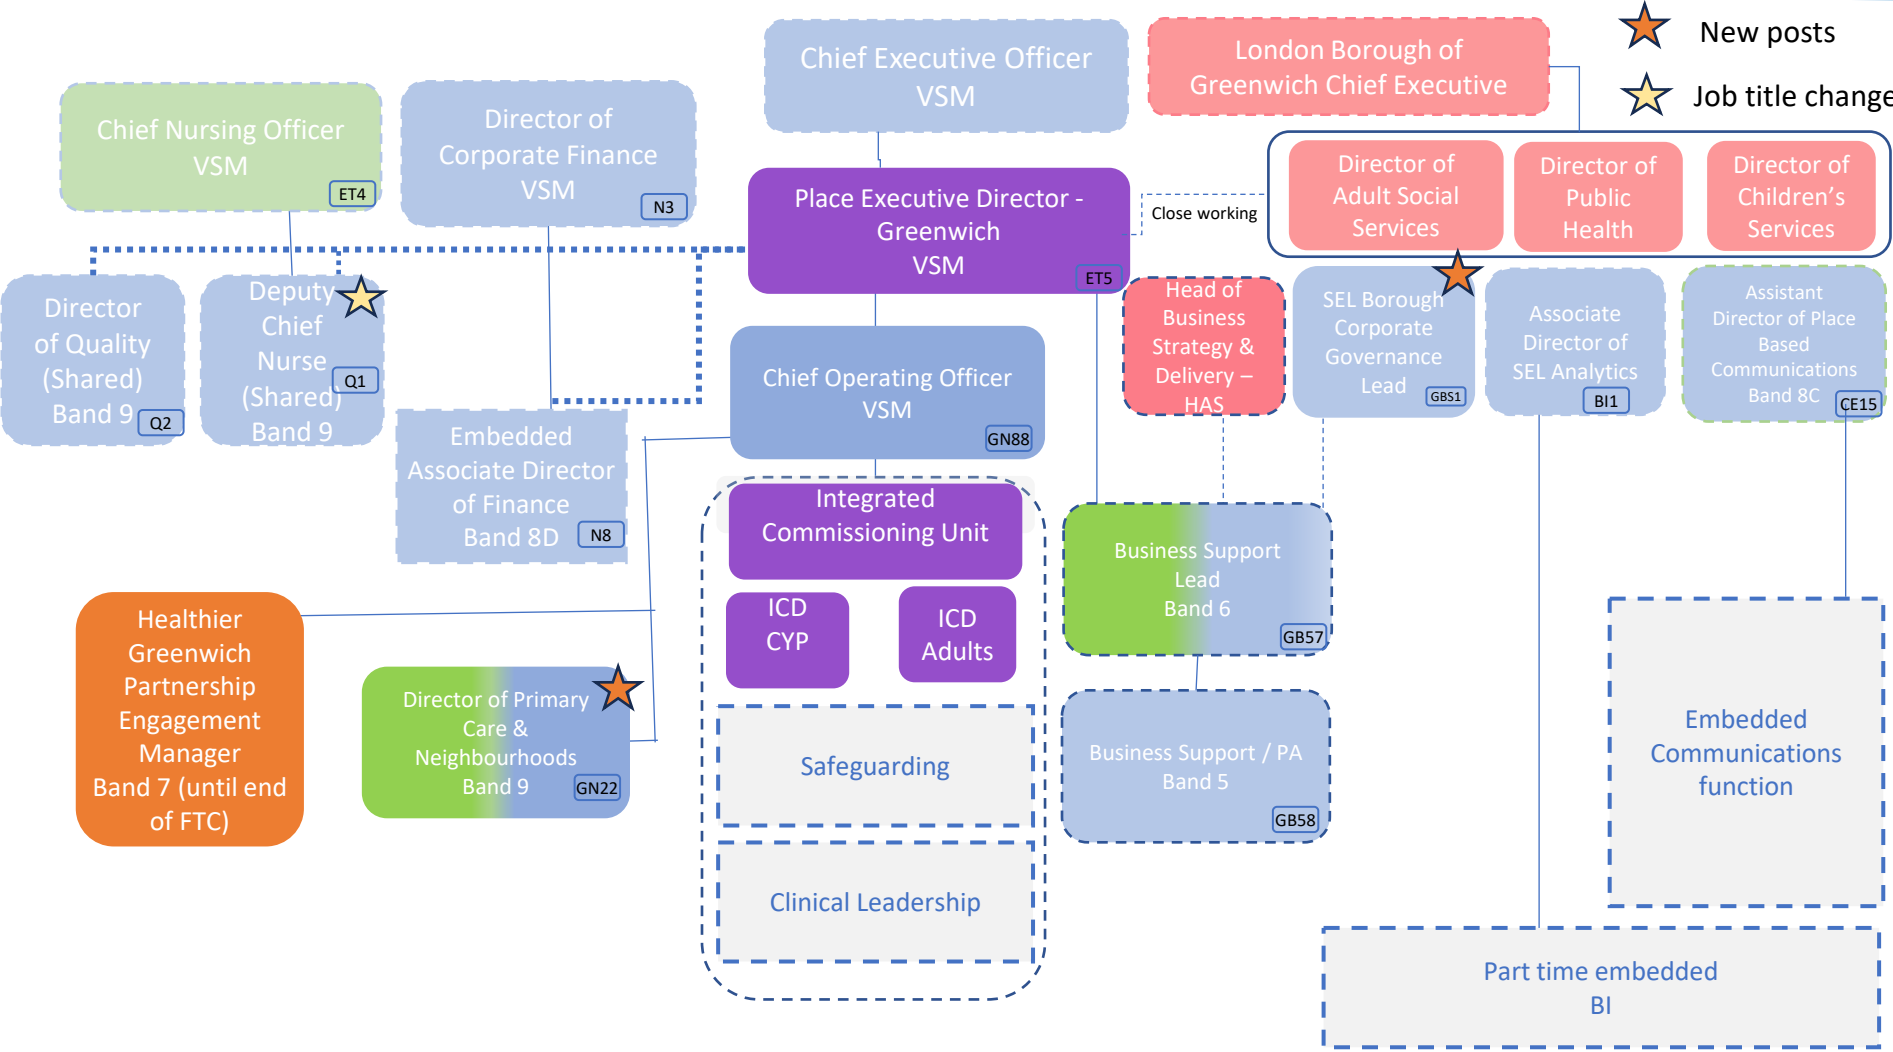 New posts
Job title change
Chief Executive Officer
VSM
London Borough of
Greenwich Chief Executive
Chief Nursing Officer
VSM
ET4
Director of
Corporate Finance
VSM
N3
Place Executive Director -
Greenwich
VSM
ET5
Close working
Director of
Adult Social
Services
Director of
Public
Health
Director of
Children's
Services
Director
of Quality
(Shared)
Band 9
Q2
Deputy
Chief
Nurse
(Shared)
Band 9
Q1
Embedded
Associate Director
of Finance
Band 8D
N8
Chief Operating Officer
VSM
GN88
Head of
Business
Strategy &
Delivery –
HAS
SEL Borough
Corporate
Governance
Lead
GBS1
Associate
Director of
SEL Analytics
BI1
Assistant
Director of Place
Based
Communications
Band 8C
CE15
Integrated
Commissioning Unit
ICD
CYP
ICD
Adults
Safeguarding
Clinical Leadership
Business Support
Lead
Band 6
GB57
Business Support / PA
Band 5
GB58
Healthier
Greenwich
Partnership
Engagement
Manager
Band 7 (until end
of FTC)
Director of Primary
Care &
Neighbourhoods
Band 9
GN22
Embedded
Communications
function
Part time embedded
BI